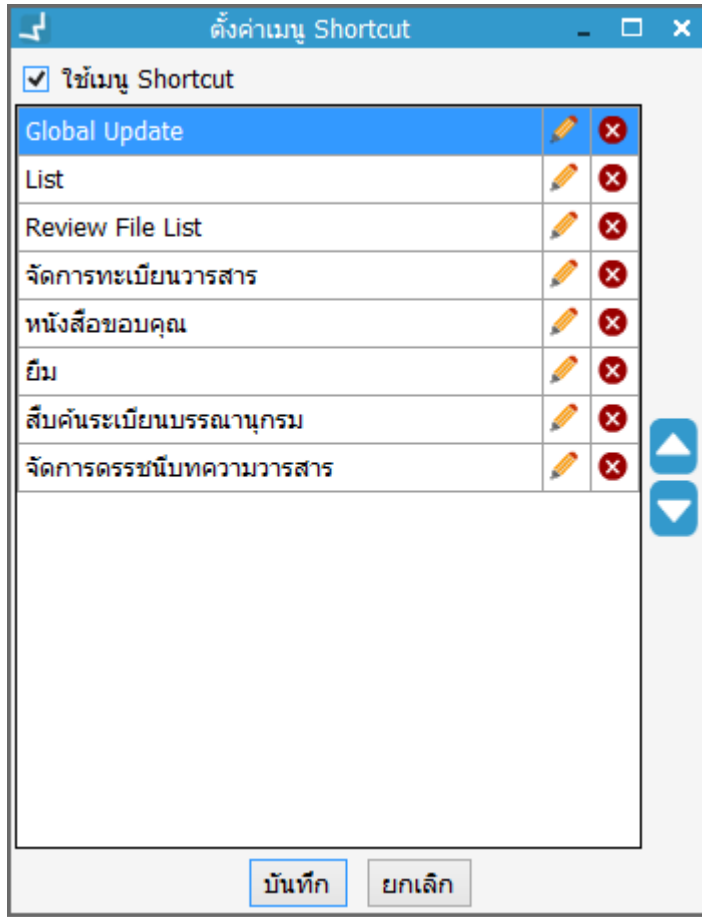 ตั้งค่าเมนู Shortcut
ใช้เมนู Shortcut
Global Update
List
Review File List
จัดการทะเบียนวารสาร
หนังสือขอบคุณ
ยืม
สืบค้นระเบียนบรรณานุกรม
จัดการดรรชนีบทความวารสาร
บันทึก ยกเลิก